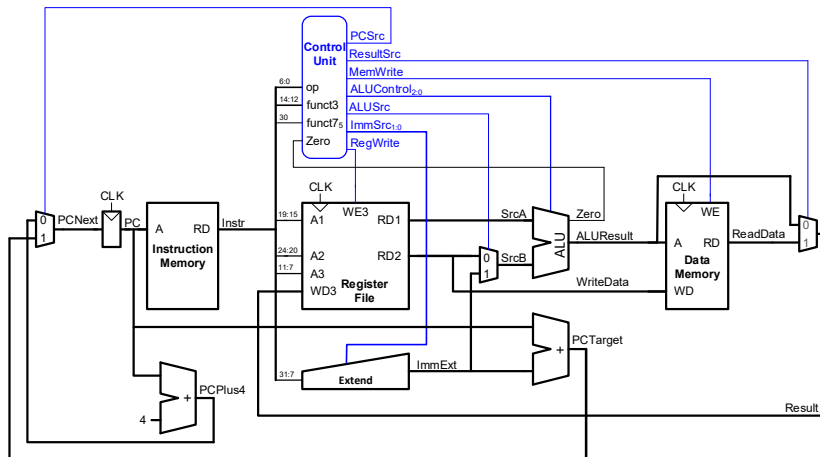 PCSrc
Control
Unit
ResultSrc
MemWrite
6:0
op
ALUControl2:0
14:12
funct3
ALUSrc
30
funct75
ImmSrc1:0
Zero
RegWrite
CLK
CLK
CLK
0
1
PCNext
PC
A
RD
Instr
Instruction
Memory
19:15
A1
WE3
RD1
SrcA
Zero
WE
0
1
24:20
A2
RD2
0
1
SrcB
ALU
ALUResult
A
RD
ReadData
11:7
A3
Data
Memory
WD3
Register
File
WriteData
WD
PCTarget
+
31:7
Extend
ImmExt
PCPlus4
+
4
Result